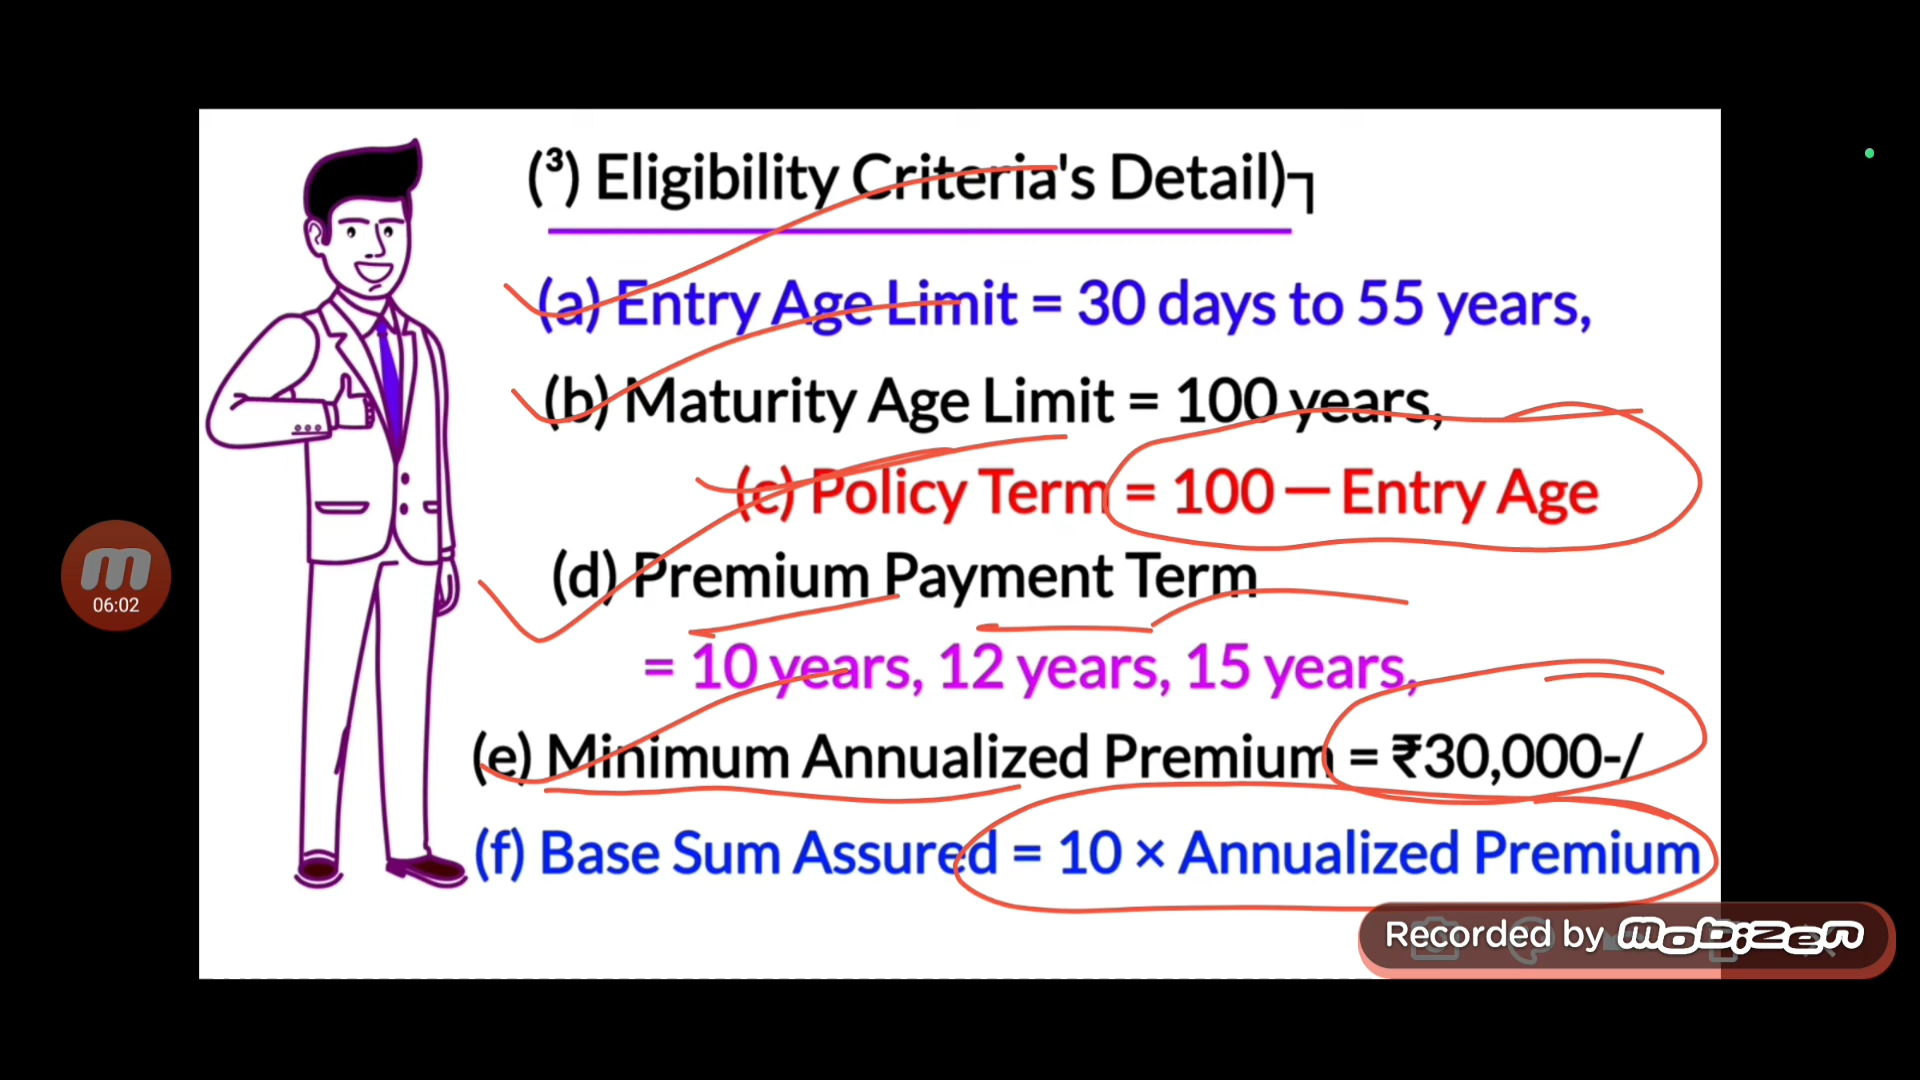 (³) Eligibility Criteria's Detail)┐
(a) Entry Age Limit = 30 days to 55 years,
(b) Maturity Age Limit = 100 years,
(c) Policy Term = 100 — Entry Age
(d) Premium Payment Term
= 10 years, 12 years, 15 years,
(e) Minimum Annualized Premium = ₹30,000-/
(f) Base Sum Assured = 10 × Annualized Premium
m
06:02
Recorded by mobizen